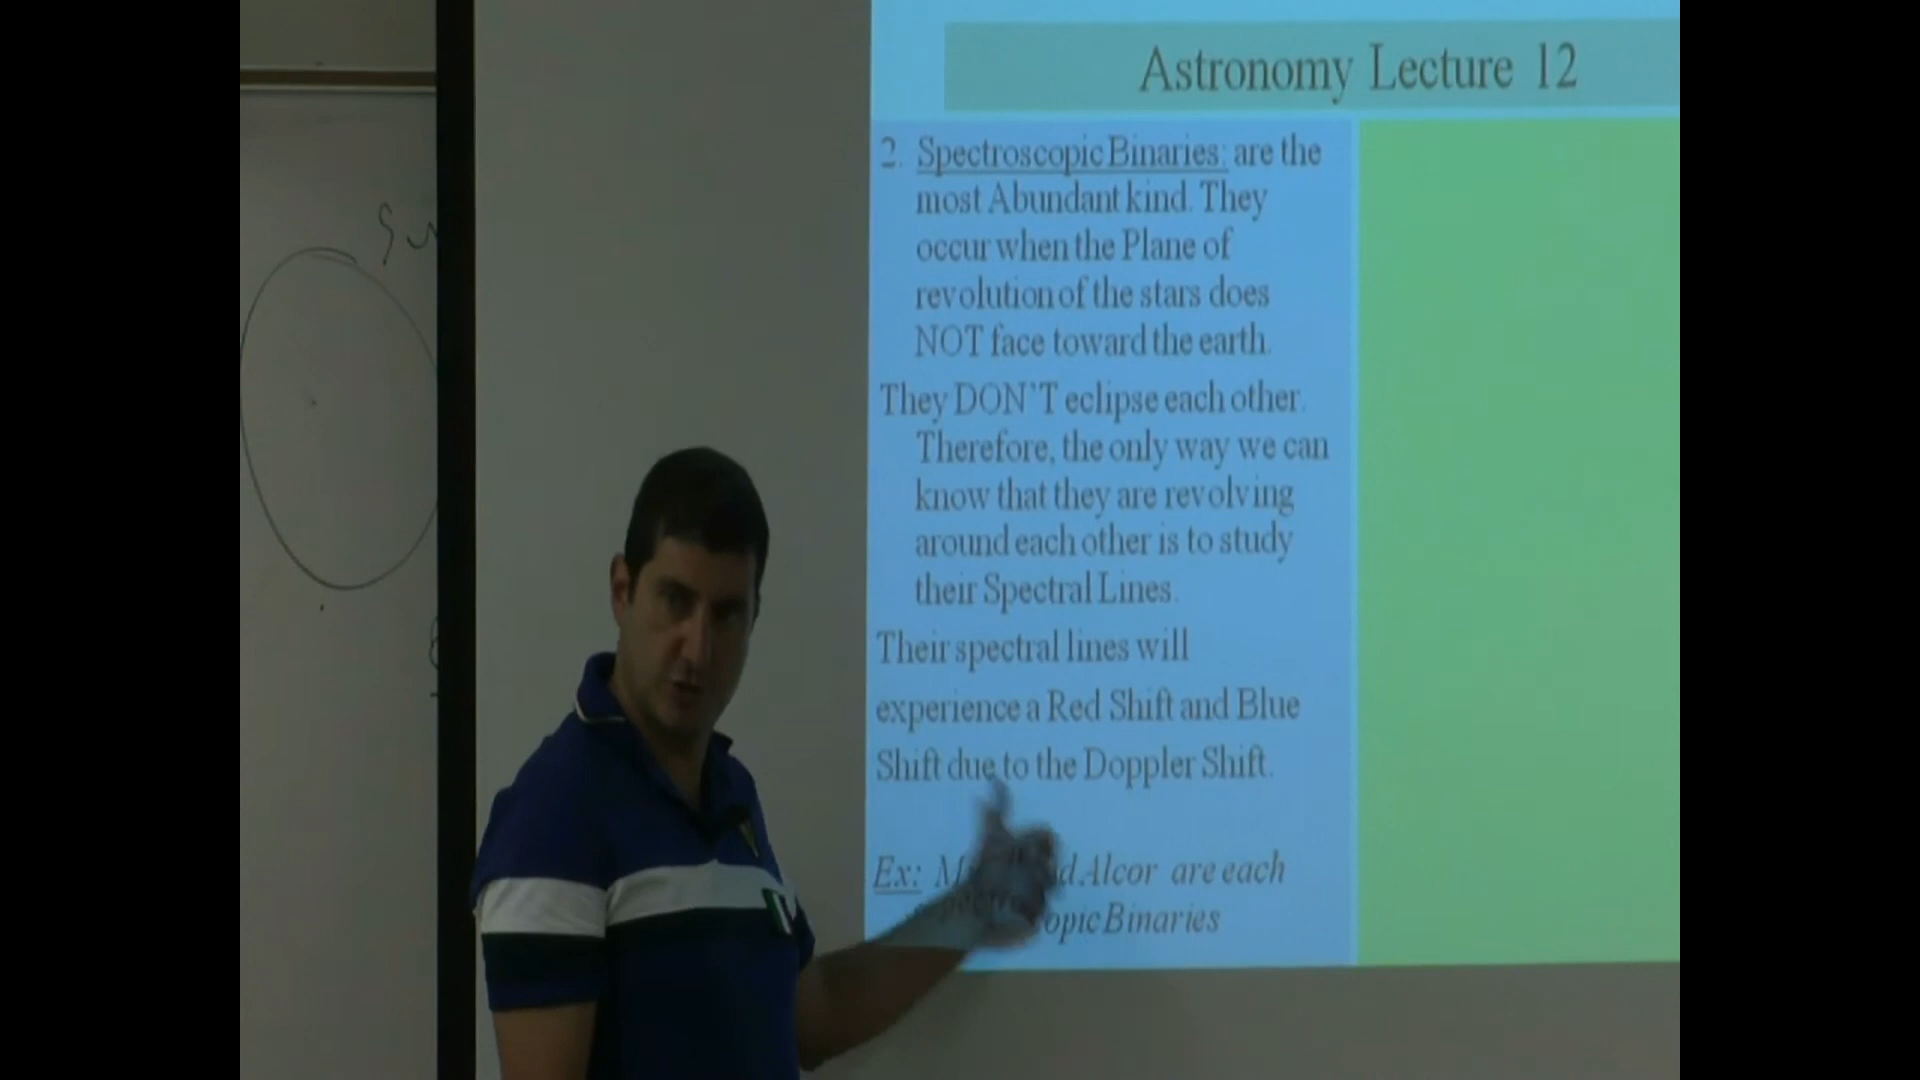 Astronomy Lecture 12
2. Spectroscopic Binaries: are the
most Abundant kind. They
occur when the Plane of
revolution of the stars does
NOT face toward the earth.
They DON'T eclipse each other.
Therefore, the only way we can
know that they are revolving
around each other is to study
their Spectral Lines.
Their spectral lines will
experience a Red Shift and Blue
Shift due to the Doppler Shift.
Ex: Alcor are each
Binaries